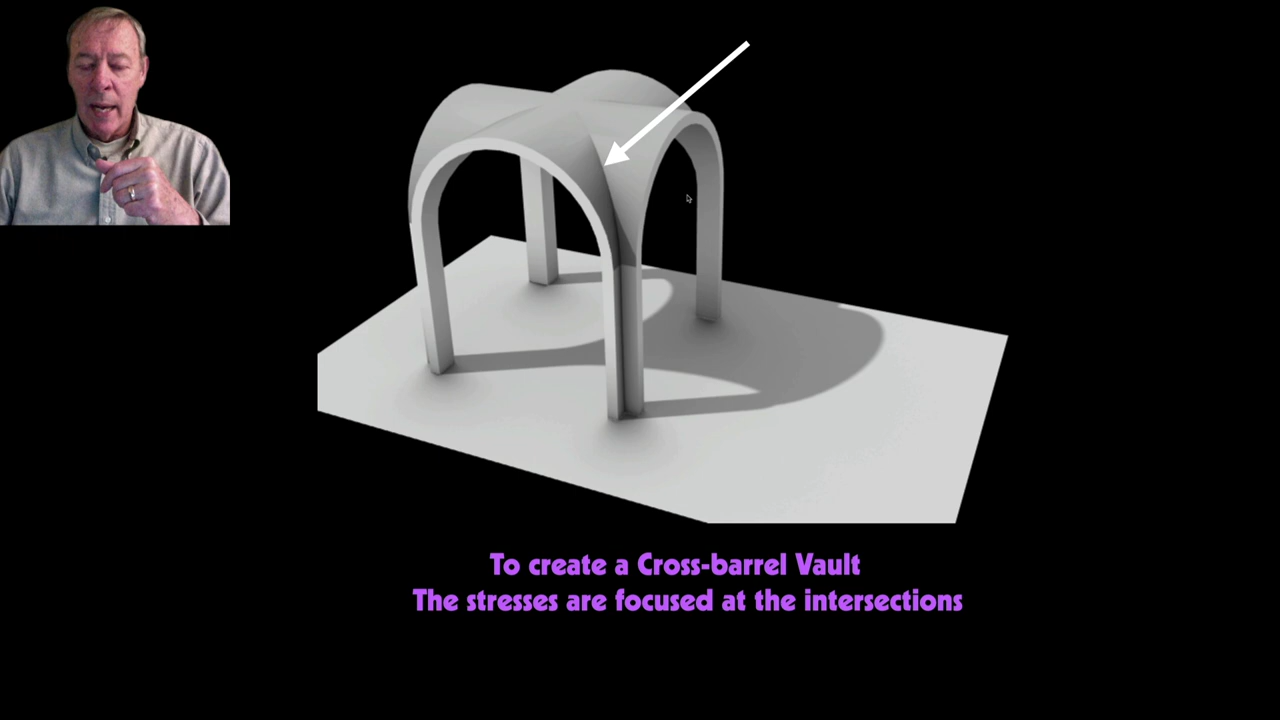 To create a Cross-barrel Vault
The stresses are focused at the intersections